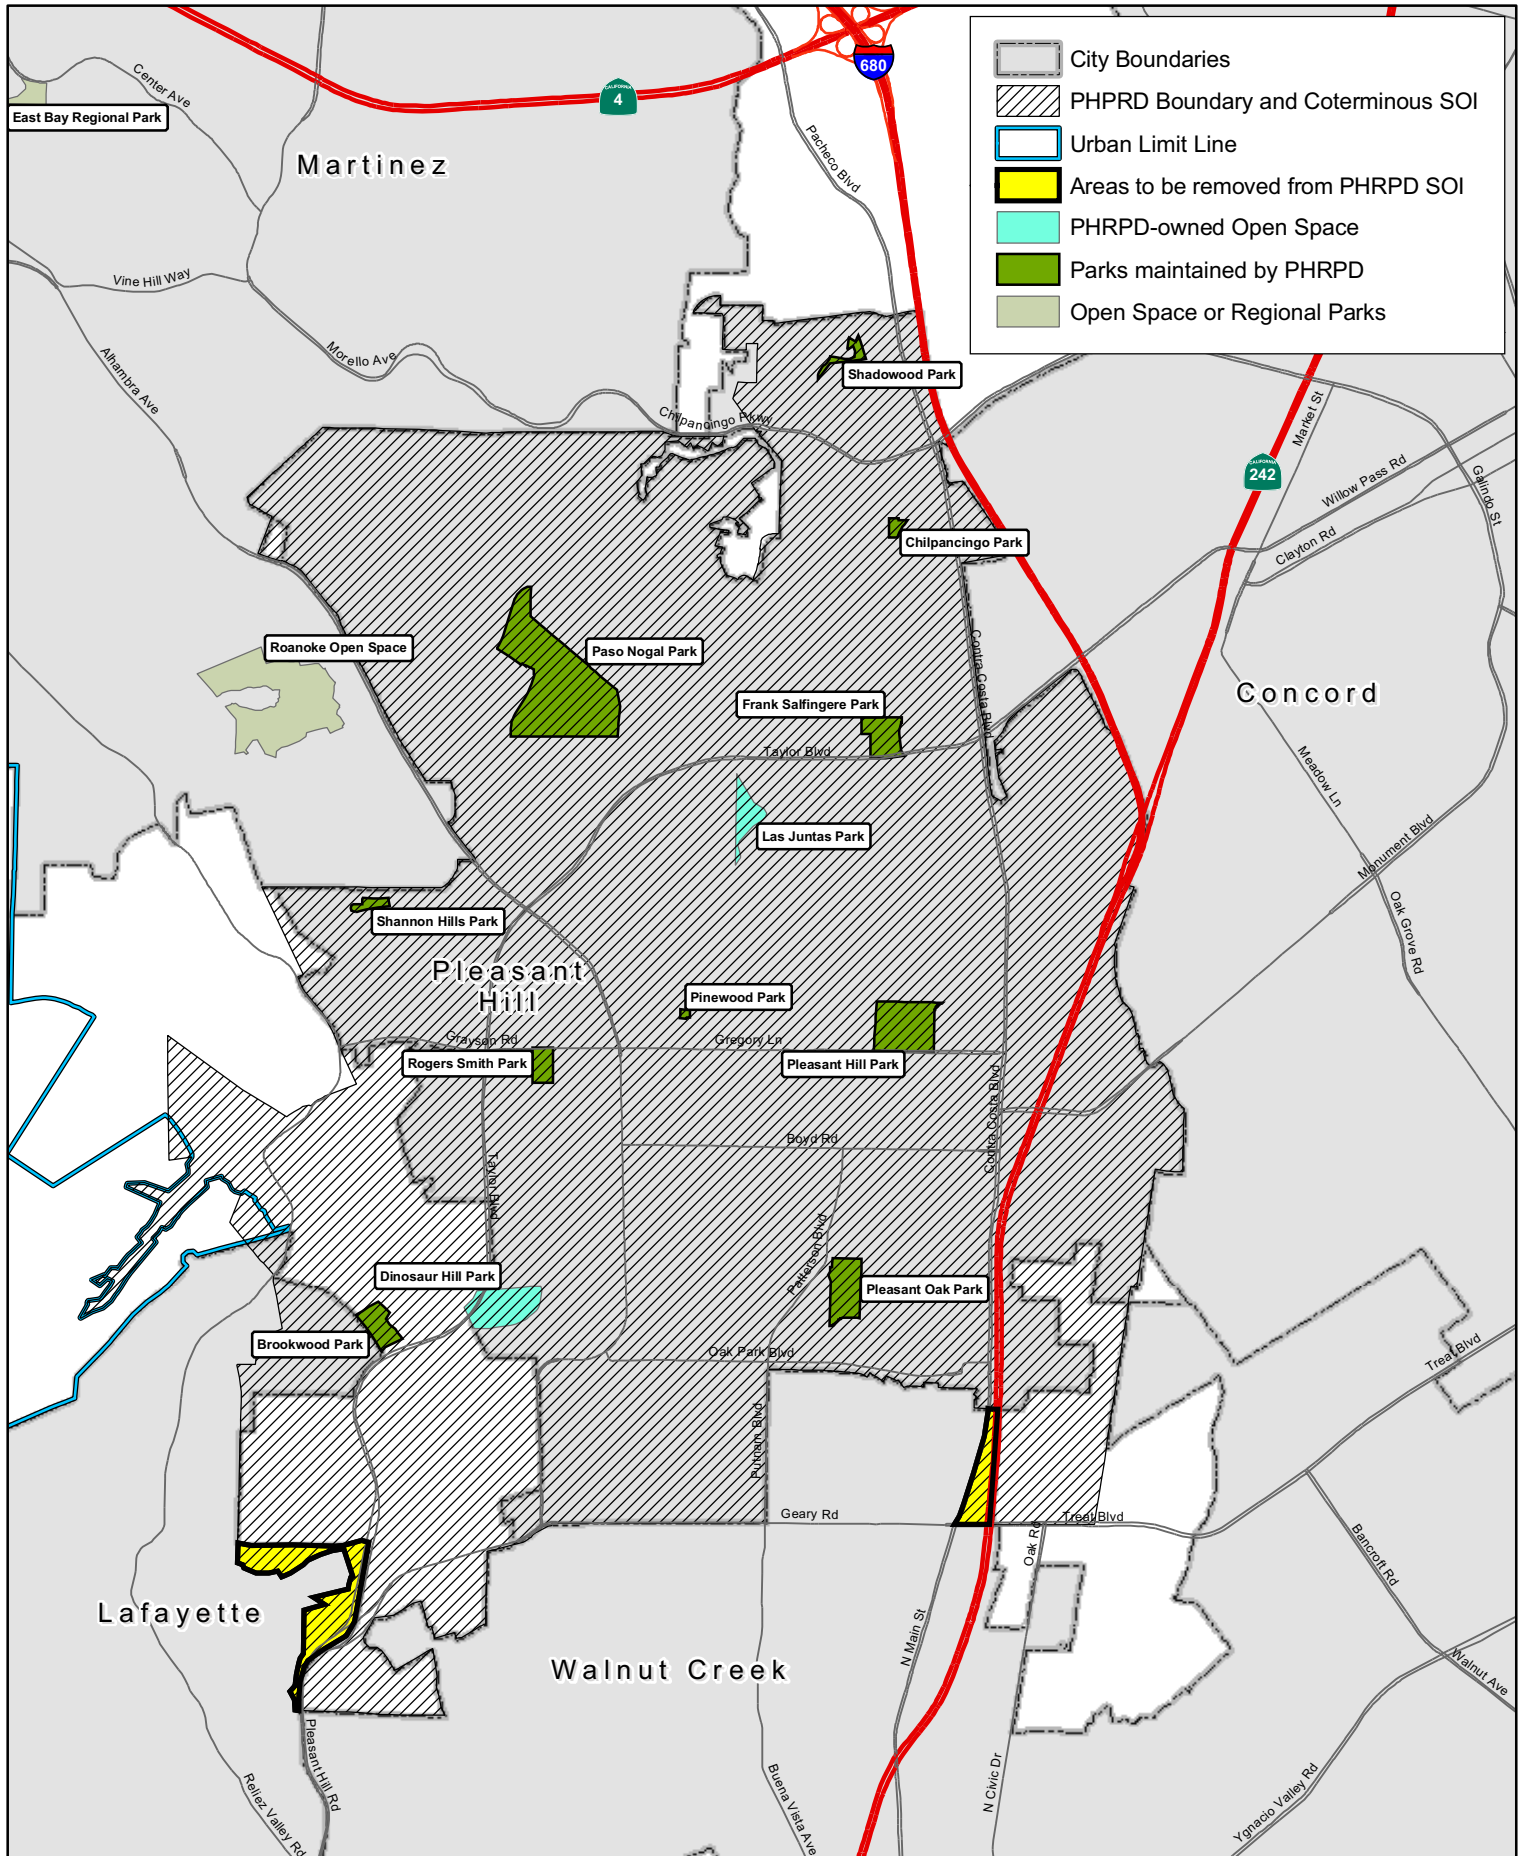 City Boundaries
PHPRD Boundary and Coterminous SOI
Urban Limit Line
Areas to be removed from PHRPD SOI
PHRPD-owned Open Space
Parks maintained by PHRPD
Open Space or Regional Parks
680
CALIFORNIA
4
Center Ave
East Bay Regional Park
Martinez
Pacheco Blvd
Vine Hill Way
Morello Ave
Alhambra Ave
Shadowood Park
Chilpancingo Pkwy
Market St
CALIFORNIA
242
Willow Pass Rd
Galindo St
Clayton Rd
Chilpancingo Park
Roanoke Open Space
Paso Nogal Park
Contra Costa Blvd
Concord
Frank Salfingere Park
Taylor Blvd
Meadow Ln
Las Juntas Park
Monument Blvd
Shannon Hills Park
Oak Grove Rd
Pleasant
Hill
Pinewood Park
Grayson Rd
Gregory Ln
Rogers Smith Park
Pleasant Hill Park
Contra Costa Blvd
Boyd Rd
Taylor Blvd
Patterson Blvd
Dinosaur Hill Park
Pleasant Oak Park
Brookwood Park
Oak Park Blvd
Treat Blvd
Putnam Blvd
Geary Rd
Treat Blvd
Oak Rd
Bancroft Rd
Lafayette
N Main St
Walnut Creek
Walnut Ave
Pleasant Hill Rd
Reliez Valley Rd
Buena Vista Ave
N Civic Dr
Ygnacio Valley Rd